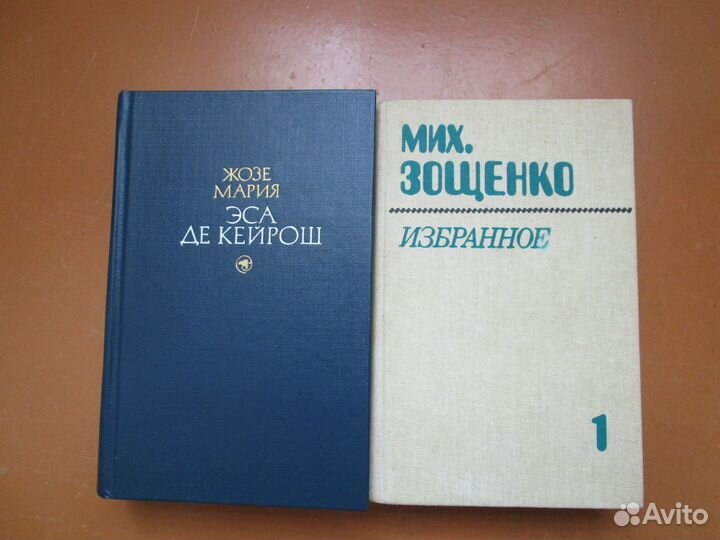 ЖОЗЕ
МАРИЯ
ЭСА
ДЕ КЕЙРОШ
МИХ.
ЗОЩЕНКО
ИЗБРАННОЕ
1
Avito